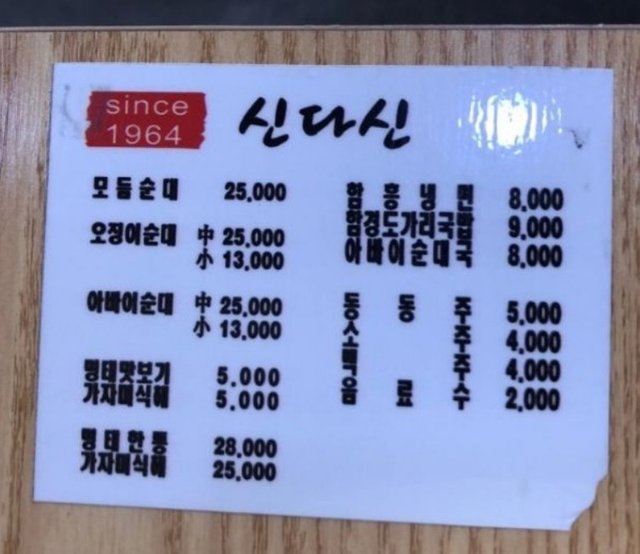 since
1964
신다신
모듬순대 25,000
오징어순대 中 25,000
小 13,000
아바이순대 中 25,000
小 13,000
명태맛보기 5,000
가자미식해 5,000
명태한통 28,000
가자미식해 25,000
함흥냉면 8,000
함경도가리국밥 9,000
아바이순대국 8,000
동동주 5,000
소주 4,000
맥주 4,000
음료수 2,000